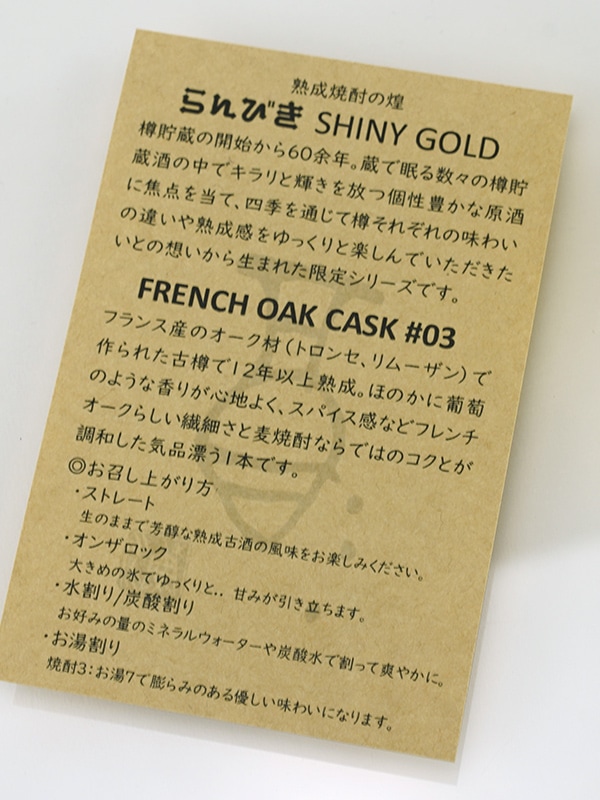 熟成焼酎の煌
らんびき SHINY GOLD
樽貯蔵の開始から60余年。蔵で眠る数々の樽貯
蔵酒の中でキラリと輝きを放つ個性豊かな原酒
に焦点を当て、四季を通じて樽それぞれの味わい
の違いや熟成感をゆっくりと楽しんでいただきた
いとの想いから生まれた限定シリーズです。
FRENCH OAK CASK #03
フランス産のオーク材(トロンセ、リムーザン)で
作られた古樽で12年以上熟成。ほのかに葡萄
のような香りが心地よく、スパイス感などフレンチ
オークらしい繊細さと麦焼酎ならではのコクとが
調和した気品漂う1本です。
◎お召し上がり方
・ストレート
生のままで芳醇な熟成古酒の風味をお楽しみください。
・オンザロック
大きめの氷でゆっくりと.. 甘みが引き立ちます。
・水割り/炭酸割り
お好みの量のミネラルウォーターや炭酸水で割って爽やかに。
・お湯割り
焼酎3:お湯7で膨らみのある優しい味わいになります。